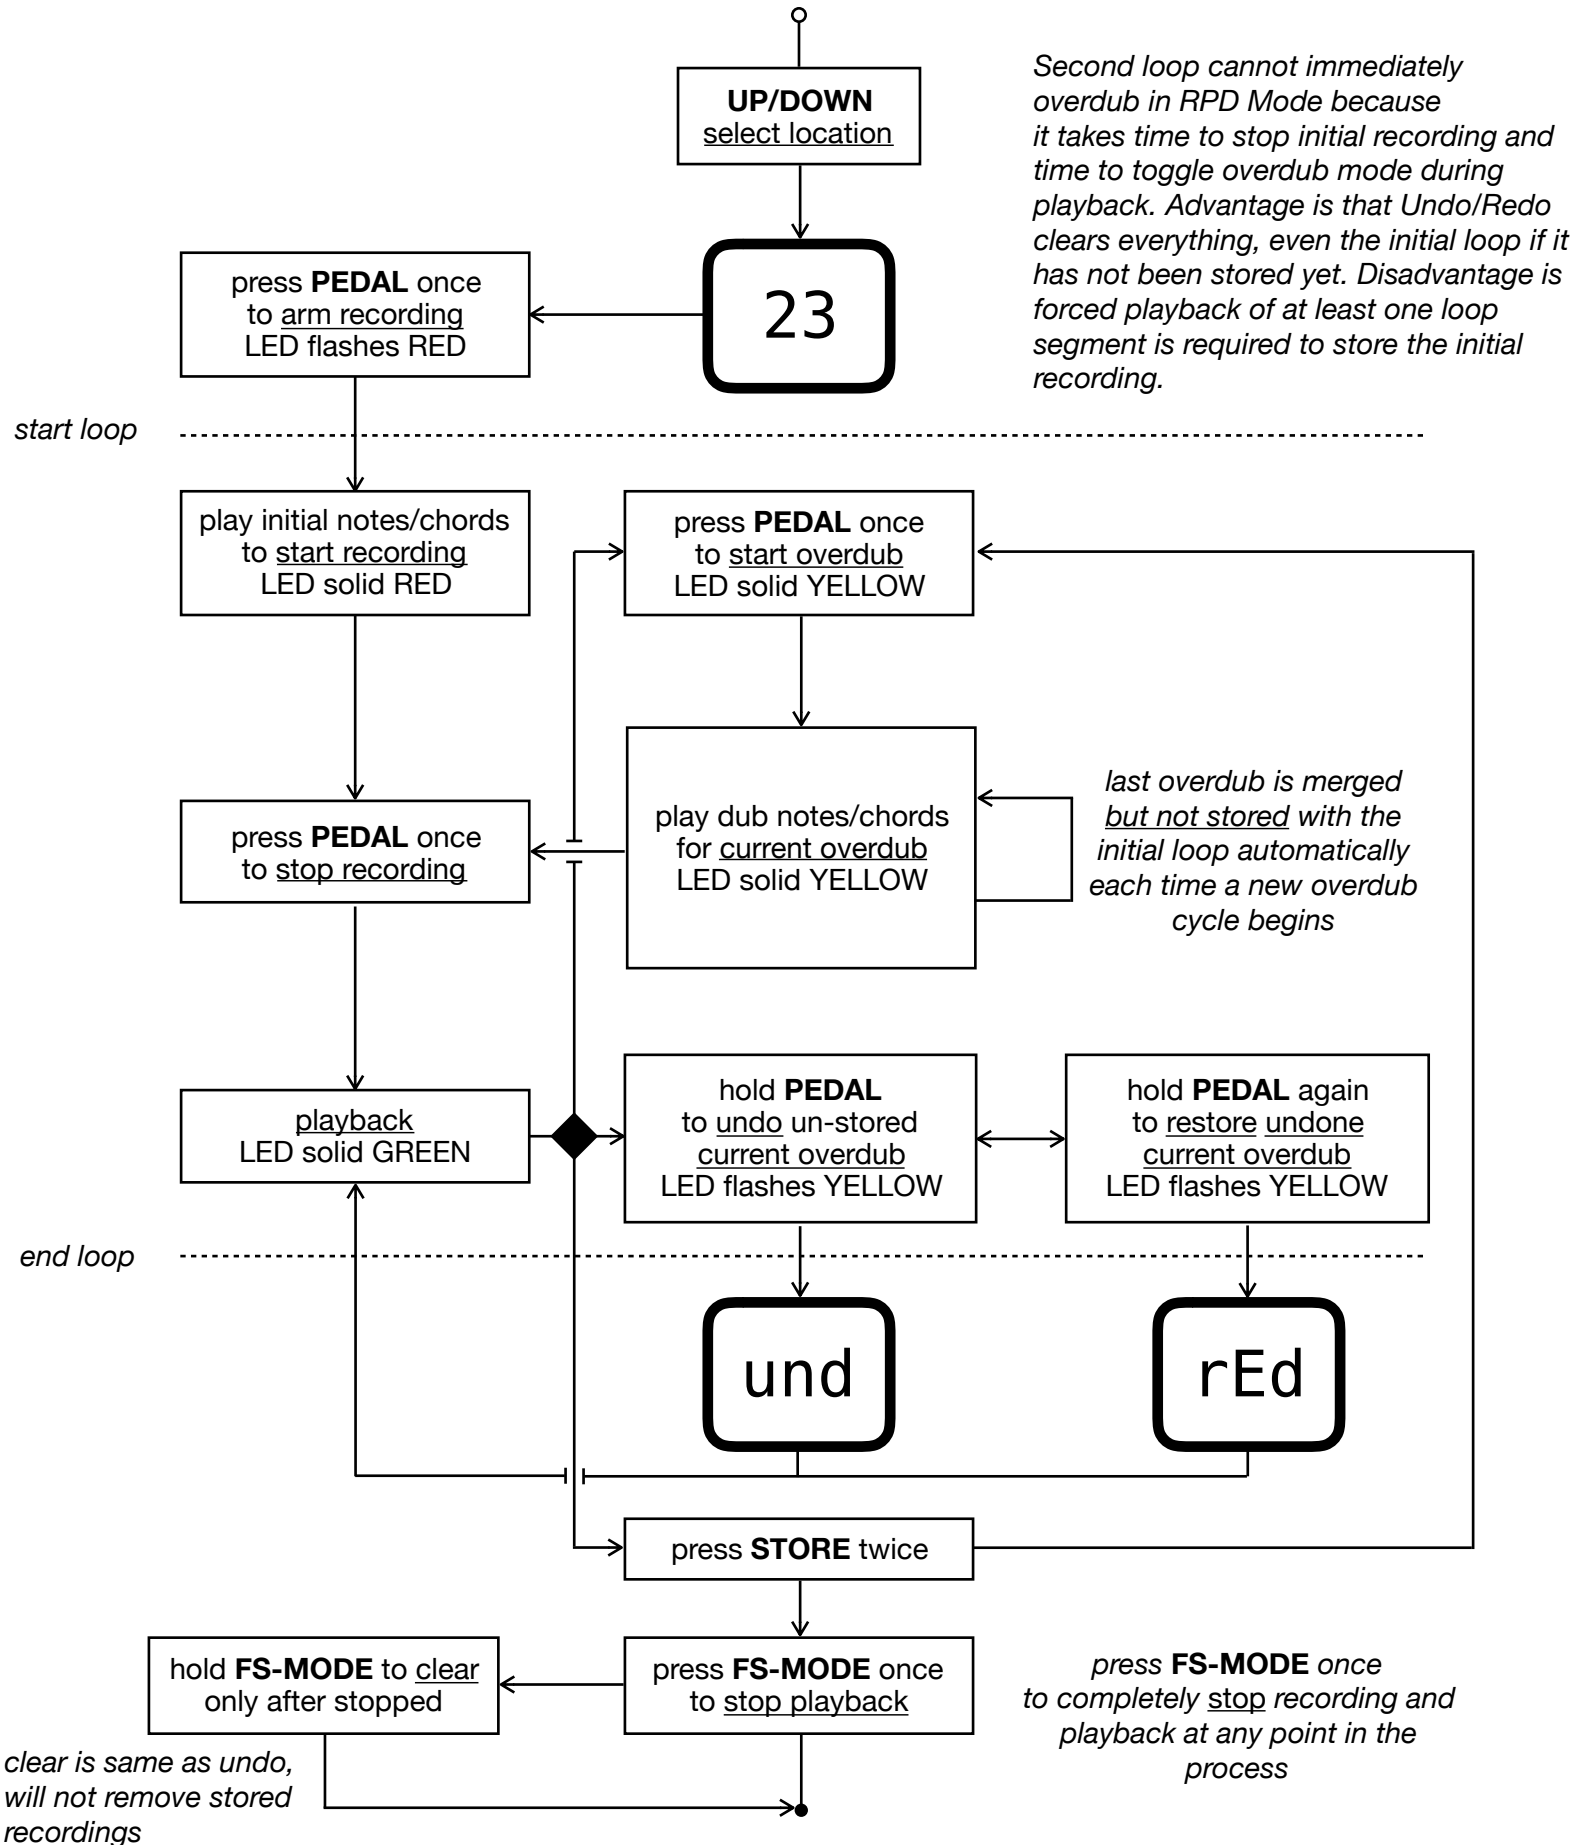 UP/DOWN
select location
Second loop cannot immediately
overdub in RPD Mode because
it takes time to stop initial recording and
time to toggle overdub mode during
playback. Advantage is that Undo/Redo
clears everything, even the initial loop if it
has not been stored yet. Disadvantage is
forced playback of at least one loop
segment is required to store the initial
recording.
press PEDAL once
to arm recording
LED flashes RED
23
start loop
play initial notes/chords
to start recording
LED solid RED
press PEDAL once
to start overdub
LED solid YELLOW
press PEDAL once
to stop recording
play dub notes/chords
for current overdub
LED solid YELLOW
last overdub is merged
but not stored with the
initial loop automatically
each time a new overdub
cycle begins
playback
LED solid GREEN
hold PEDAL
to undo un-stored
current overdub
LED flashes YELLOW
hold PEDAL again
to restore undone
current overdub
LED flashes YELLOW
end loop
und
rEd
press STORE twice
hold FS-MODE to clear
only after stopped
press FS-MODE once
to stop playback
press FS-MODE once
to completely stop recording and
playback at any point in the
process
clear is same as undo,
will not remove stored
recordings